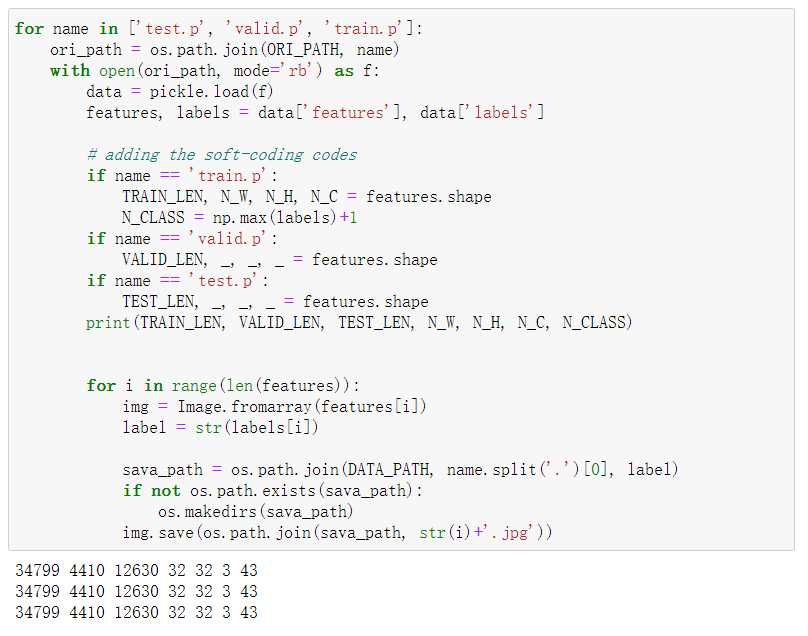 for name in ['test.p', 'valid.p', 'train.p']:
    ori_path = os.path.join(ORI_PATH, name)
    with open(ori_path, mode='rb') as f:
        data = pickle.load(f)
        features, labels = data['features'], data['labels']

        # adding the soft-coding codes
        if name == 'train.p':
            TRAIN_LEN, N_W, N_H, N_C = features.shape
            N_CLASS = np.max(labels)+1
        if name == 'valid.p':
            VALID_LEN, _, _, _ = features.shape
        if name == 'test.p':
            TEST_LEN, _, _, _ = features.shape
        print(TRAIN_LEN, VALID_LEN, TEST_LEN, N_W, N_H, N_C, N_CLASS)

        for i in range(len(features)):
            img = Image.fromarray(features[i])
            label = str(labels[i])

            sava_path = os.path.join(DATA_PATH, name.split('.')[0], label)
            if not os.path.exists(sava_path):
                os.makedirs(sava_path)
            img.save(os.path.join(sava_path, str(i)+'.jpg'))
34799 4410 12630 32 32 3 43
34799 4410 12630 32 32 3 43
34799 4410 12630 32 32 3 43